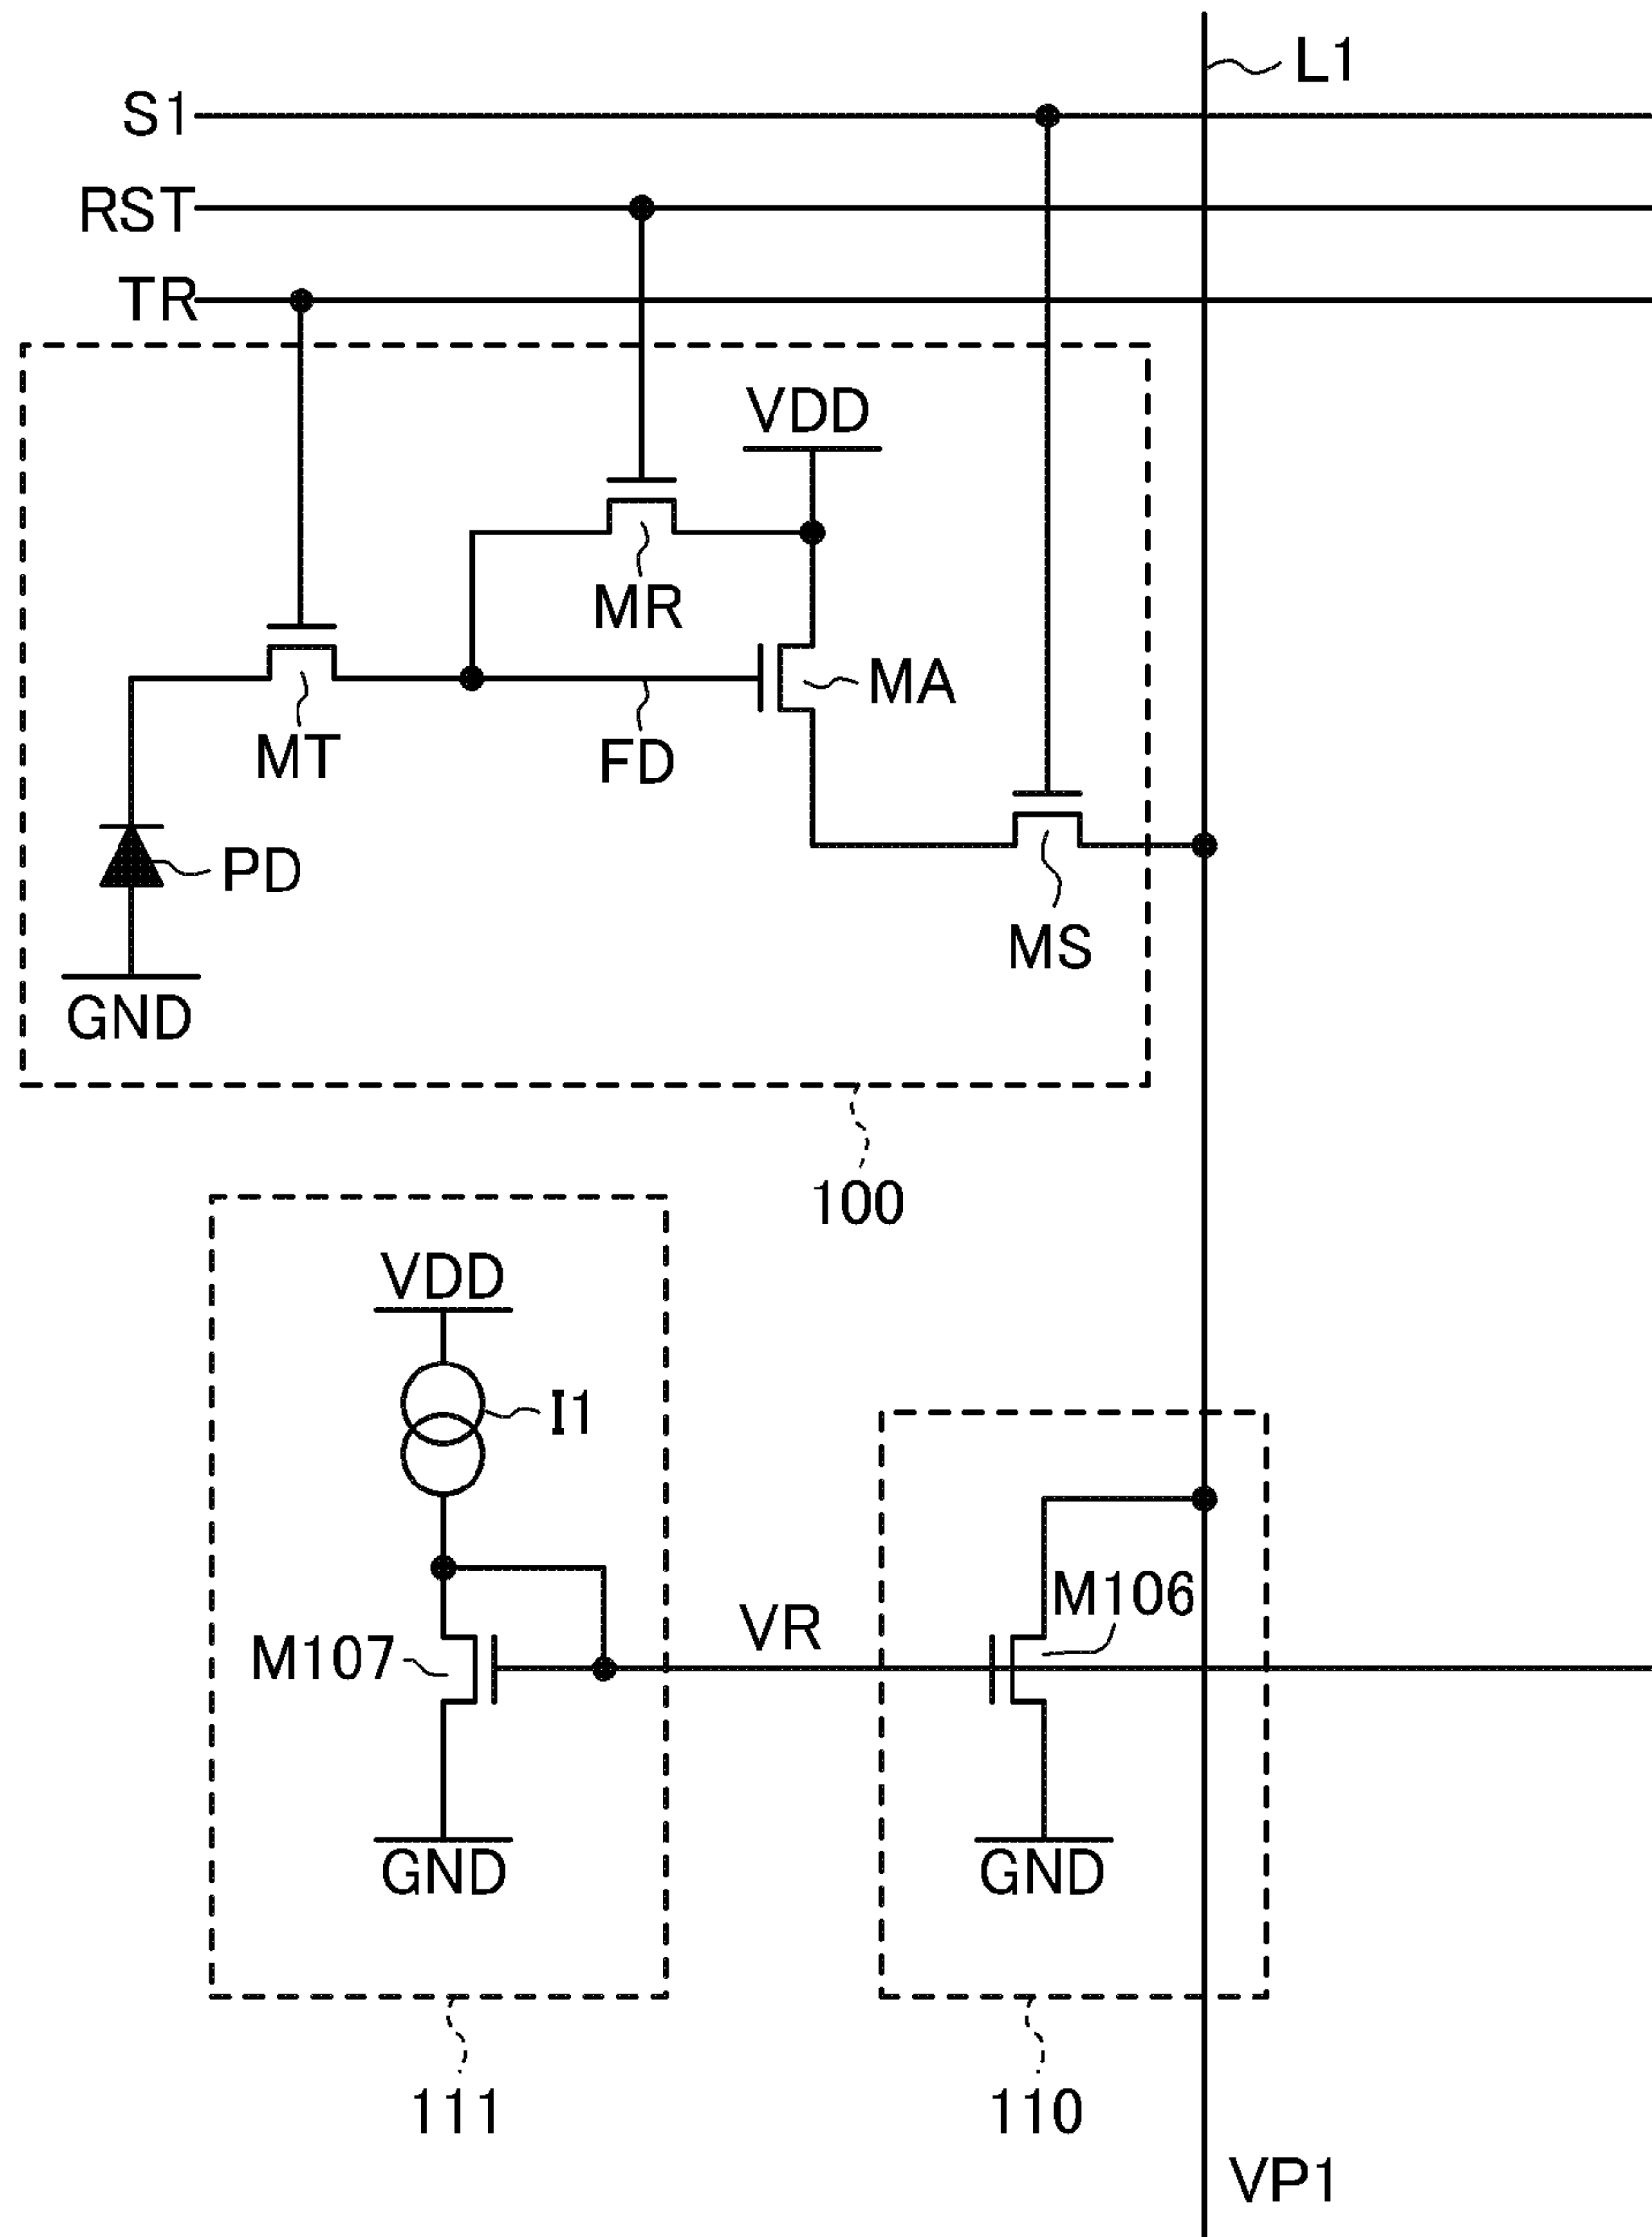 L1
S1
RST
TR
VDD
MR
MA
MT
FD
PD
MS
GND
100
VDD
I1
M106
VR
M107
GND
GND
111
110
VP1